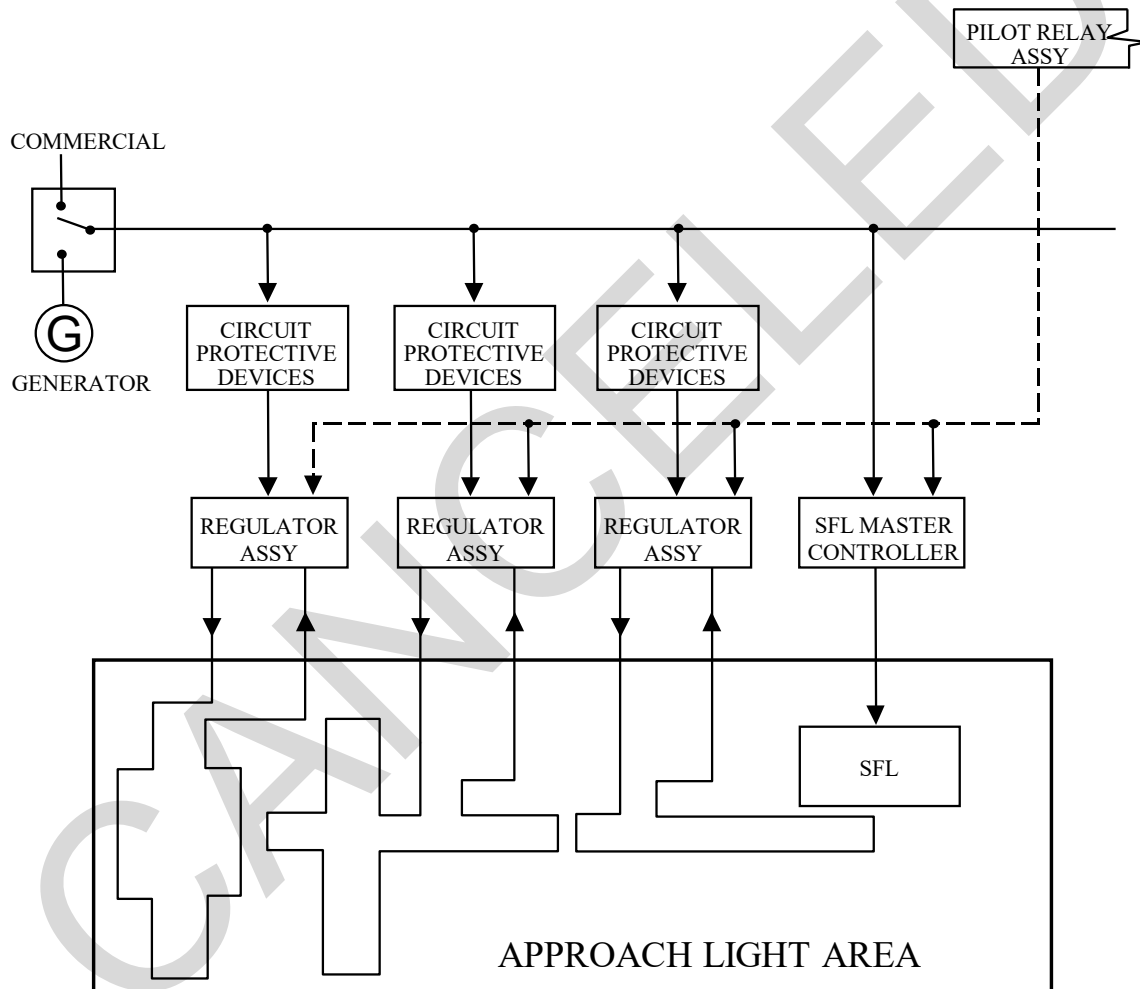 PILOT RELAY
ASSY
COMMERCIAL
G
GENERATOR
CIRCUIT
PROTECTIVE
DEVICES
CIRCUIT
PROTECTIVE
DEVICES
CIRCUIT
PROTECTIVE
DEVICES
REGULATOR
ASSY
REGULATOR
ASSY
REGULATOR
ASSY
SFL MASTER
CONTROLLER
SFL
APPROACH LIGHT AREA
CANCELED